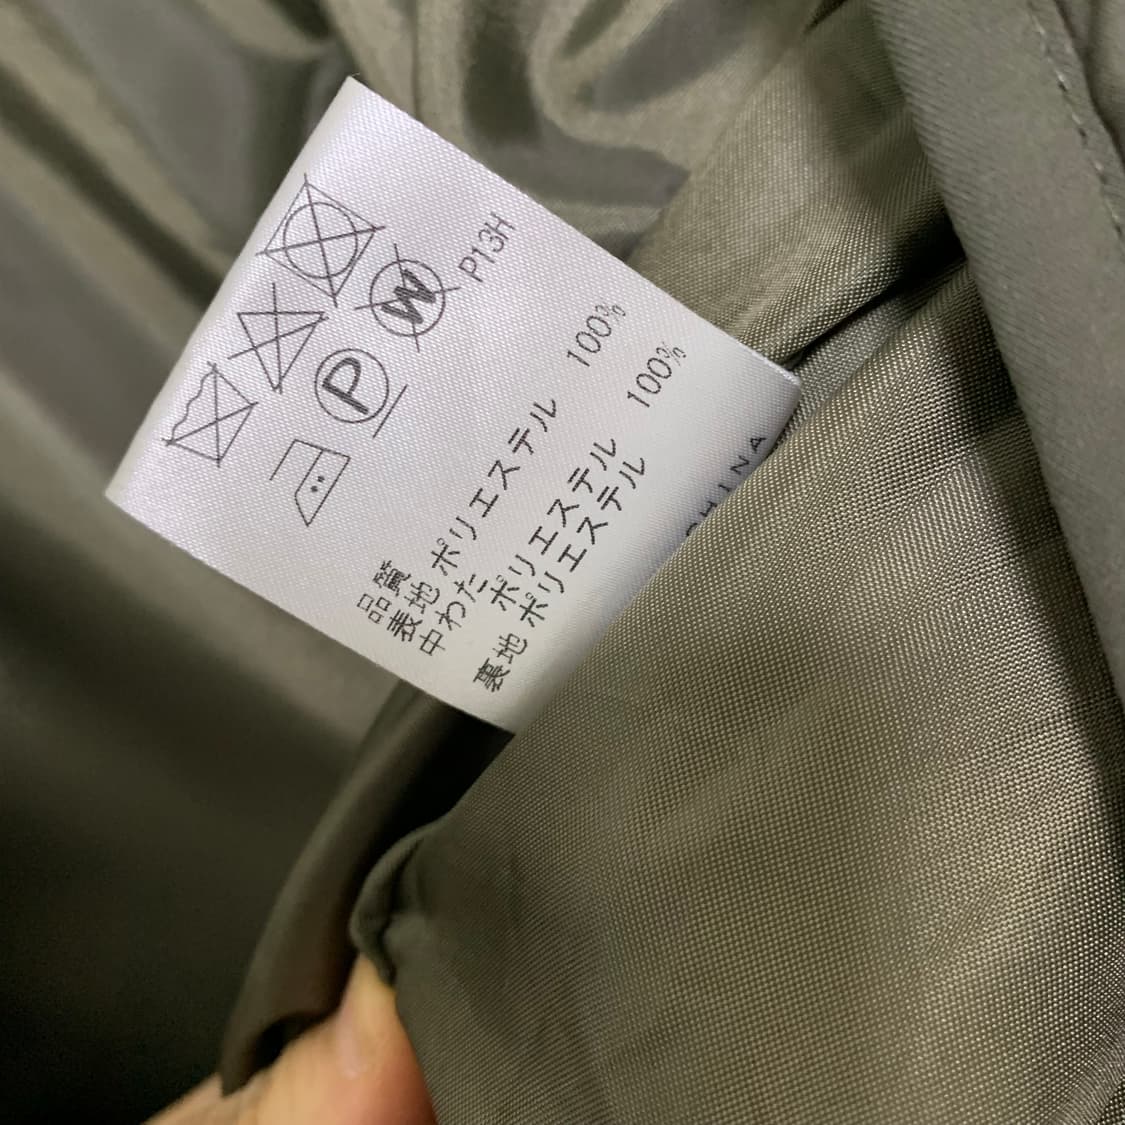 P
W
P13H
品質
表地 ポリエステル 100%
中わた ポリエステル 100%
裏地 ポリエステル
CHINA